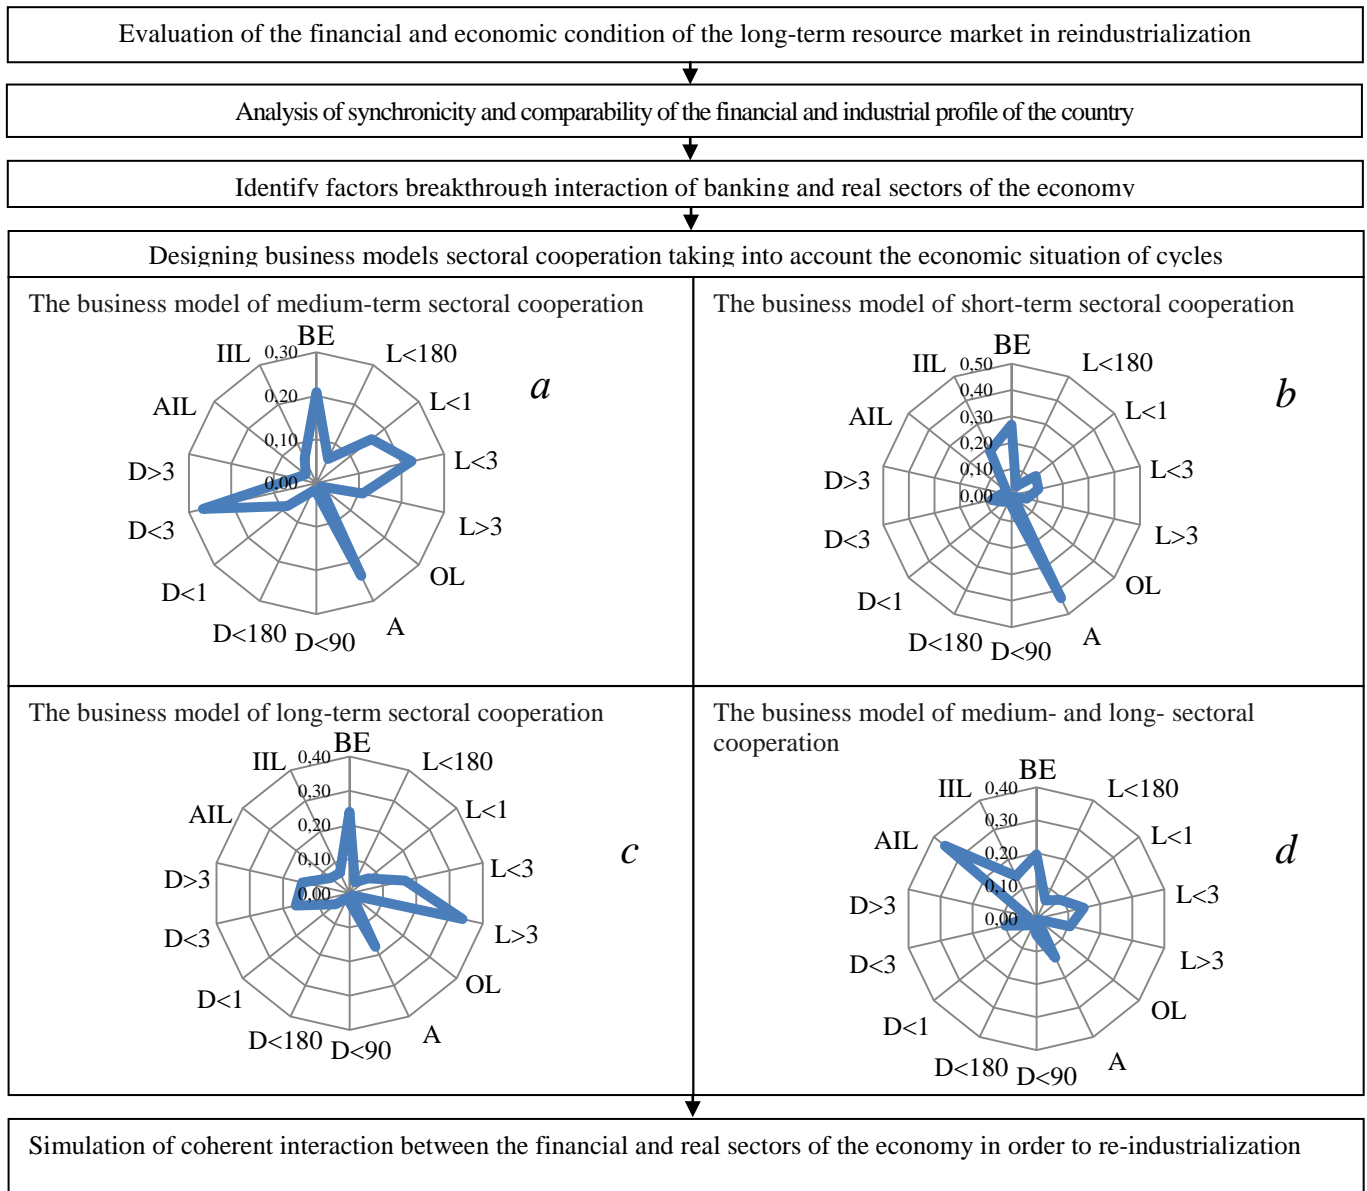 Evaluation of the financial and economic condition of the long-term resource market in reindustrialization
Analysis of synchronicity and comparability of the financial and industrial profile of the country
Identify factors breakthrough interaction of banking and real sectors of the economy
Designing business models sectoral cooperation taking into account the economic situation of cycles
The business model of medium-term sectoral cooperation
BE
L<180
L<1
L<3
L>3
OL
A
D<90
D<180
D<1
D<3
D>3
AIL
IIL
0,30
0,20
0,10
0,00
a
The business model of short-term sectoral cooperation
BE
L<180
L<1
L<3
L>3
OL
A
D<90
D<180
D<1
D<3
D>3
AIL
IIL
0,50
0,40
0,30
0,20
0,10
0,00
b
The business model of long-term sectoral cooperation
BE
L<180
L<1
L<3
L>3
OL
A
D<90
D<180
D<1
D<3
D>3
AIL
IIL
0,40
0,30
0,20
0,10
0,00
c
The business model of medium- and long- sectoral
cooperation
BE
L<180
L<1
L<3
L>3
OL
A
D<90
D<180
D<1
D<3
D>3
AIL
IIL
0,40
0,30
0,20
0,10
0,00
d
Simulation of coherent interaction between the financial and real sectors of the economy in order to re-industrialization